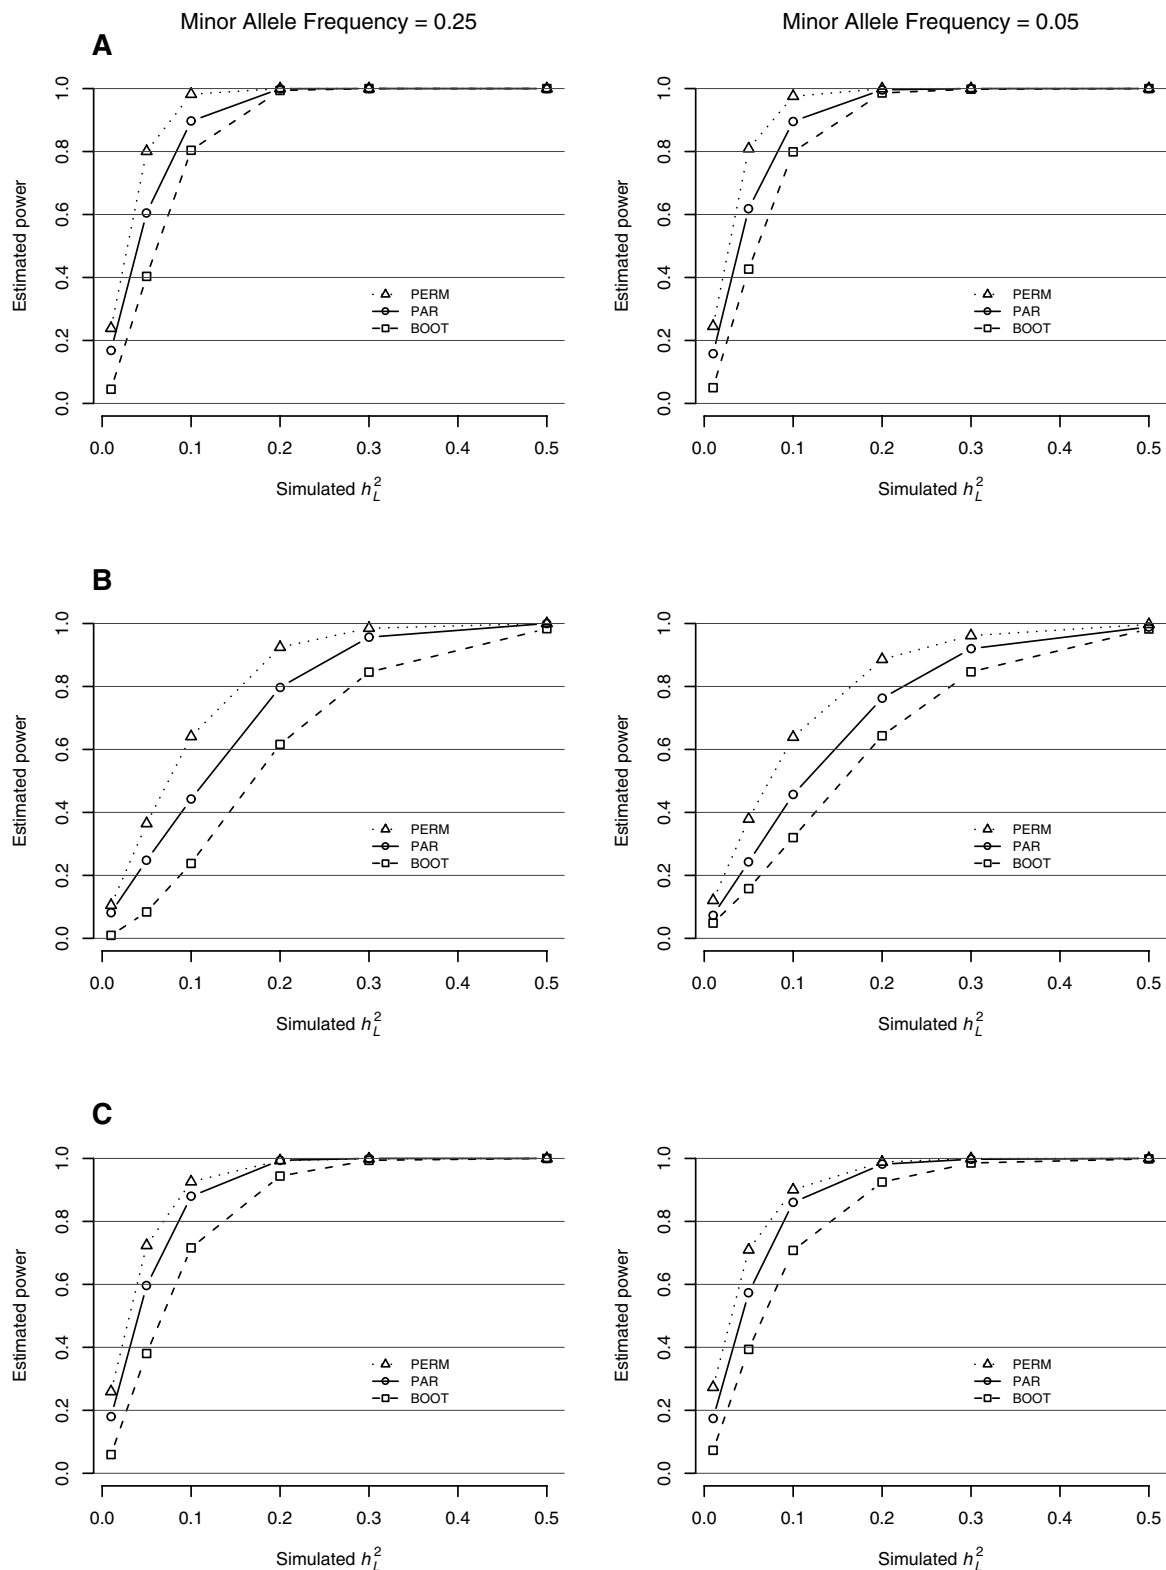 Minor Allele Frequency = 0.25
Minor Allele Frequency = 0.05
A
Estimated power
0.0 0.2 0.4 0.6 0.8 1.0
PERM
PAR
BOOT
0.0 0.1 0.2 0.3 0.4 0.5
Simulated h_L^2
Estimated power
0.0 0.2 0.4 0.6 0.8 1.0
PERM
PAR
BOOT
0.0 0.1 0.2 0.3 0.4 0.5
Simulated h_L^2
B
Estimated power
0.0 0.2 0.4 0.6 0.8 1.0
PERM
PAR
BOOT
0.0 0.1 0.2 0.3 0.4 0.5
Simulated h_L^2
Estimated power
0.0 0.2 0.4 0.6 0.8 1.0
PERM
PAR
BOOT
0.0 0.1 0.2 0.3 0.4 0.5
Simulated h_L^2
C
Estimated power
0.0 0.2 0.4 0.6 0.8 1.0
PERM
PAR
BOOT
0.0 0.1 0.2 0.3 0.4 0.5
Simulated h_L^2
Estimated power
0.0 0.2 0.4 0.6 0.8 1.0
PERM
PAR
BOOT
0.0 0.1 0.2 0.3 0.4 0.5
Simulated h_L^2